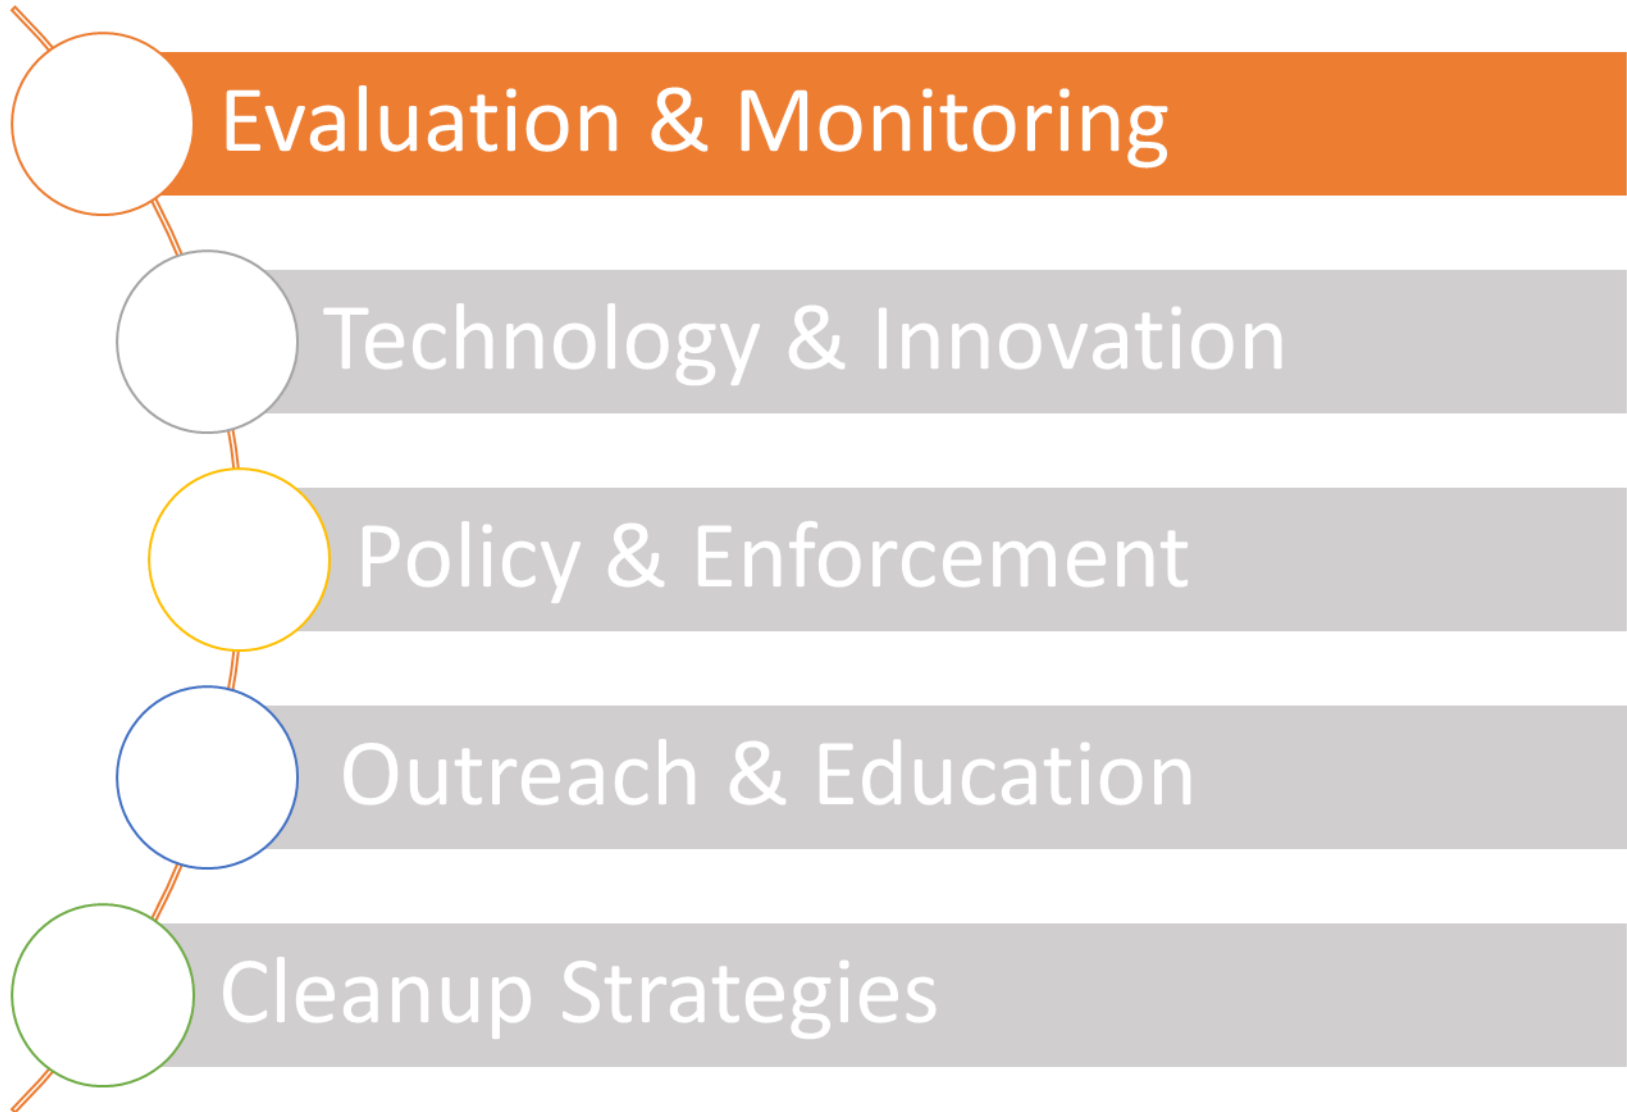 Evaluation & Monitoring
Technology & Innovation
Policy & Enforcement
Outreach & Education
Cleanup Strategies